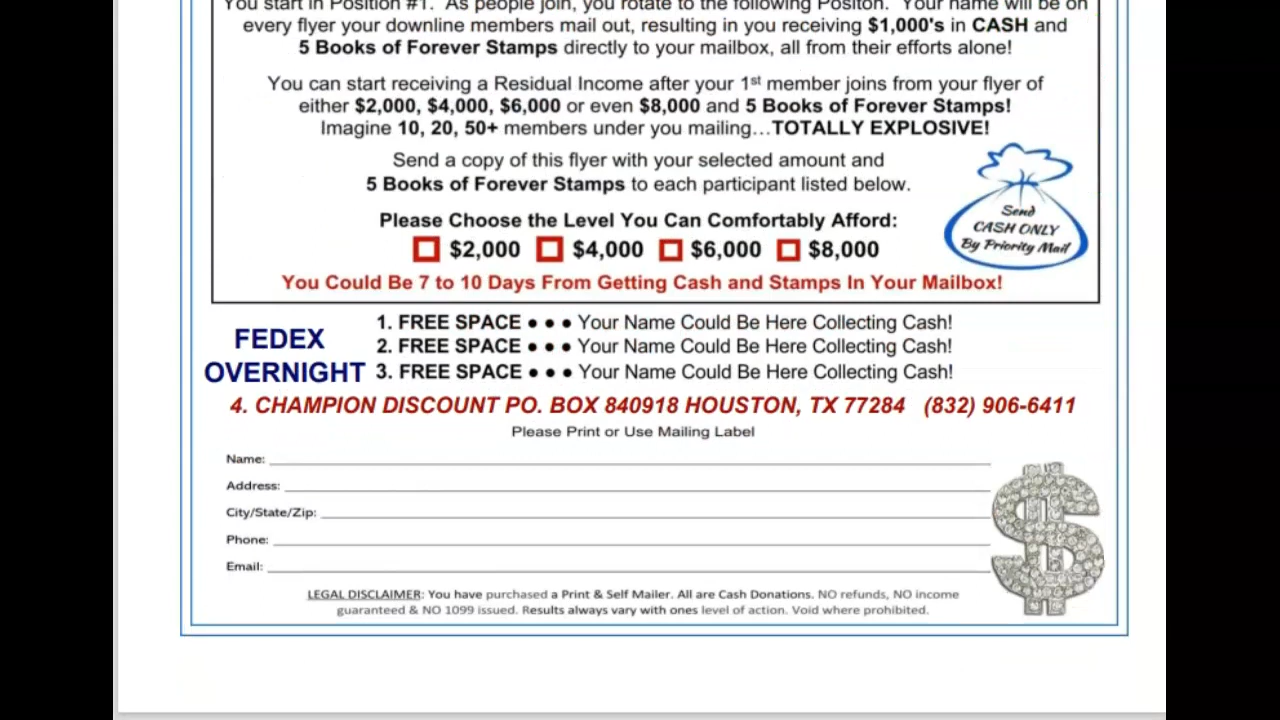 You start in Position #1. As people join, you rotate to the following Positon. Your name will be on
every flyer your downline members mail out, resulting in you receiving $1,000's in CASH and
5 Books of Forever Stamps directly to your mailbox, all from their efforts alone!
You can start receiving a Residual Income after your 1st member joins from your flyer of
either $2,000, $4,000, $6,000 or even $8,000 and 5 Books of Forever Stamps!
Imagine 10, 20, 50+ members under you mailing…TOTALLY EXPLOSIVE!
Send a copy of this flyer with your selected amount and
5 Books of Forever Stamps to each participant listed below.
Please Choose the Level You Can Comfortably Afford:
$2,000 $4,000 $6,000 $8,000
Send
CASH ONLY
By Priority Mail
You Could Be 7 to 10 Days From Getting Cash and Stamps In Your Mailbox!
FEDEX
OVERNIGHT
1. FREE SPACE • • • Your Name Could Be Here Collecting Cash!
2. FREE SPACE • • • Your Name Could Be Here Collecting Cash!
3. FREE SPACE • • • Your Name Could Be Here Collecting Cash!
4. CHAMPION DISCOUNT PO. BOX 840918 HOUSTON, TX 77284 (832) 906-6411
Please Print or Use Mailing Label
Name:
Address:
City/State/Zip:
Phone:
Email:
LEGAL DISCLAIMER: You have purchased a Print & Self Mailer. All are Cash Donations. NO refunds, NO income
guaranteed & NO 1099 issued. Results always vary with ones level of action. Void where prohibited.